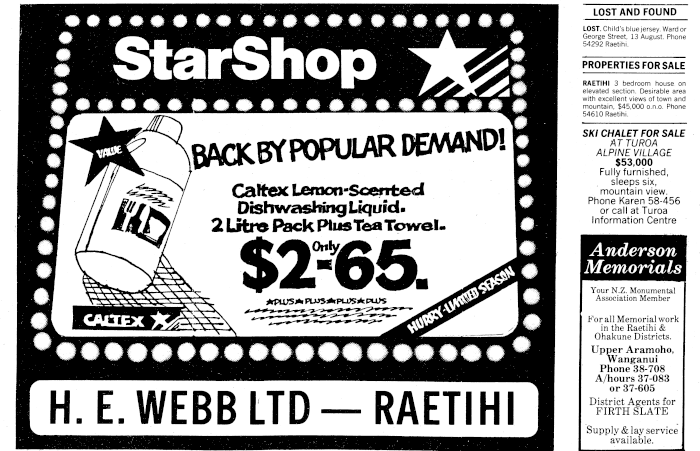 StarShop
VALUE
BACK BY POPULAR DEMAND!
Caltex Lemon-Scented
Dishwashing Liquid.
2 Litre Pack Plus Tea Towel.
Only
$2-65.
★PLUS★PLUS★PLUS★PLUS
HURRY-LIMITED SEASON
CALTEX
H. E. WEBB LTD — RAETIHI
LOST AND FOUND
LOST. Child's blue jersey. Ward or
George Street, 13 August. Phone
54292 Raetihi.
PROPERTIES FOR SALE
RAETIHI 3 bedroom house on
elevated section. Desirable area
with excellent views of town and
mountain, $45,000 o.n.o. Phone
54610 Raetihi.
SKI CHALET FOR SALE
AT TUROA
ALPINE VILLAGE
$53,000
Fully furnished,
sleeps six,
mountain view.
Phone Karen 58-456
or call at Turoa
Information Centre
Anderson
Memorials
Your N.Z. Monumental
Association Member
For all Memorial work
in the Raetihi &
Ohakune Districts.
Upper Aramoho,
Wanganui
Phone 38-708
A/hours 37-083
or 37-605
District Agents for
FIRTH SLATE
Supply & lay service
available.